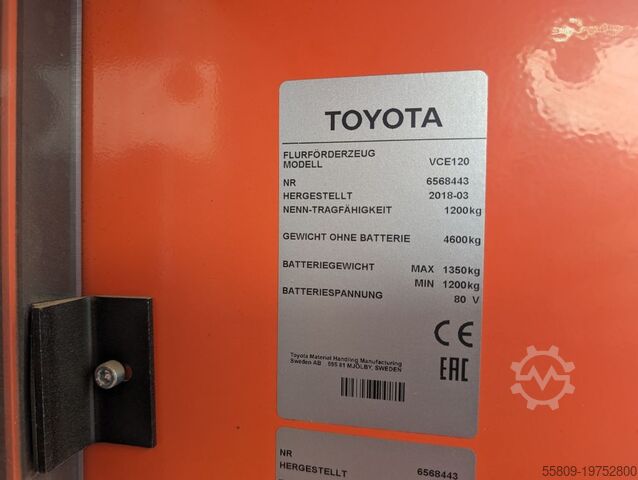 TOYOTA
FLURFÖRDERZEUG
MODELL VCE120
NR 6568443
HERGESTELLT 2018-03
NENN-TRAGFÄHIGKEIT 1200kg
GEWICHT OHNE BATTERIE 4600kg
BATTERIEGEWICHT MAX 1350kg
MIN 1200kg
BATTERIESPANNUNG 80 V
CE
Toyota Material Handling Manufacturing
Sweden AB 595 81 MJÖLBY, SWEDEN
EAC
NR
HERGESTELLT 6568443
55809-19752800